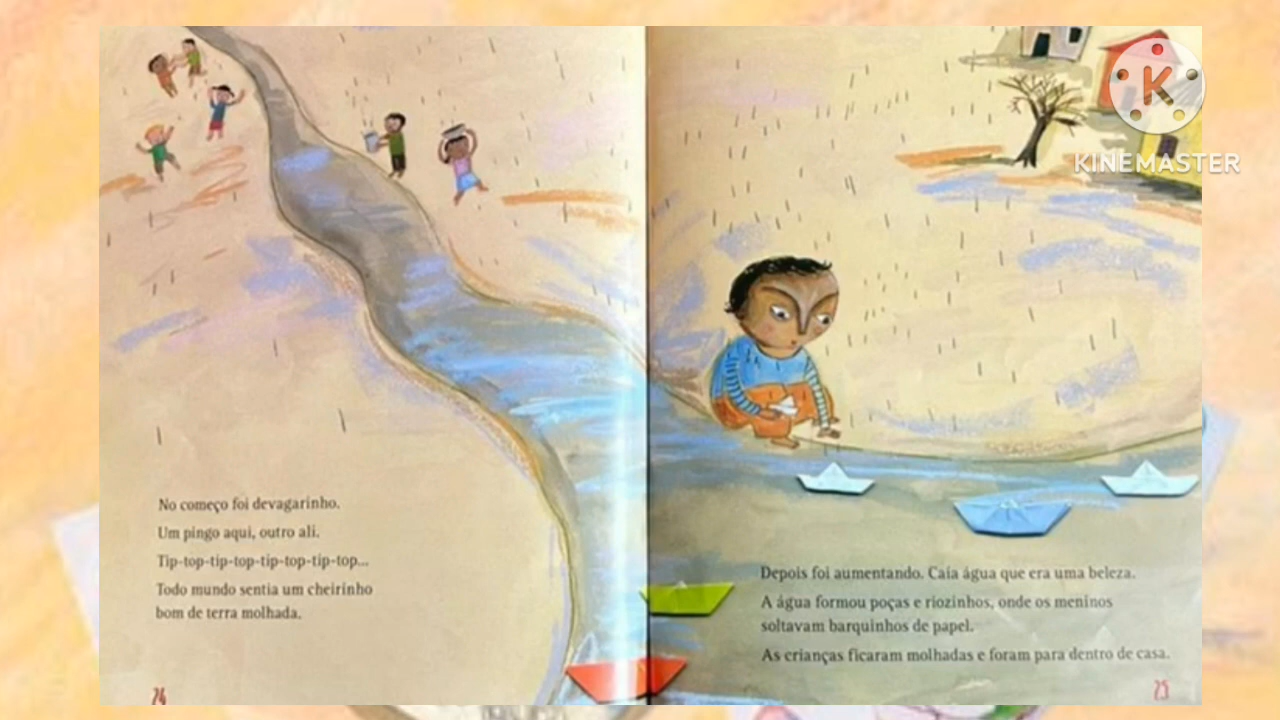 No começo foi devagarinho.
Um pingo aqui, outro ali.
Tip-top-tip-top-tip-top-tip-top...
Todo mundo sentia um cheirinho
bom de terra molhada.
24
Depois foi aumentando. Caía água que era uma beleza.
A água formou poças e riozinhos, onde os meninos
soltavam barquinhos de papel.
As crianças ficaram molhadas e foram para dentro de casa.
25
K
KINEMASTER